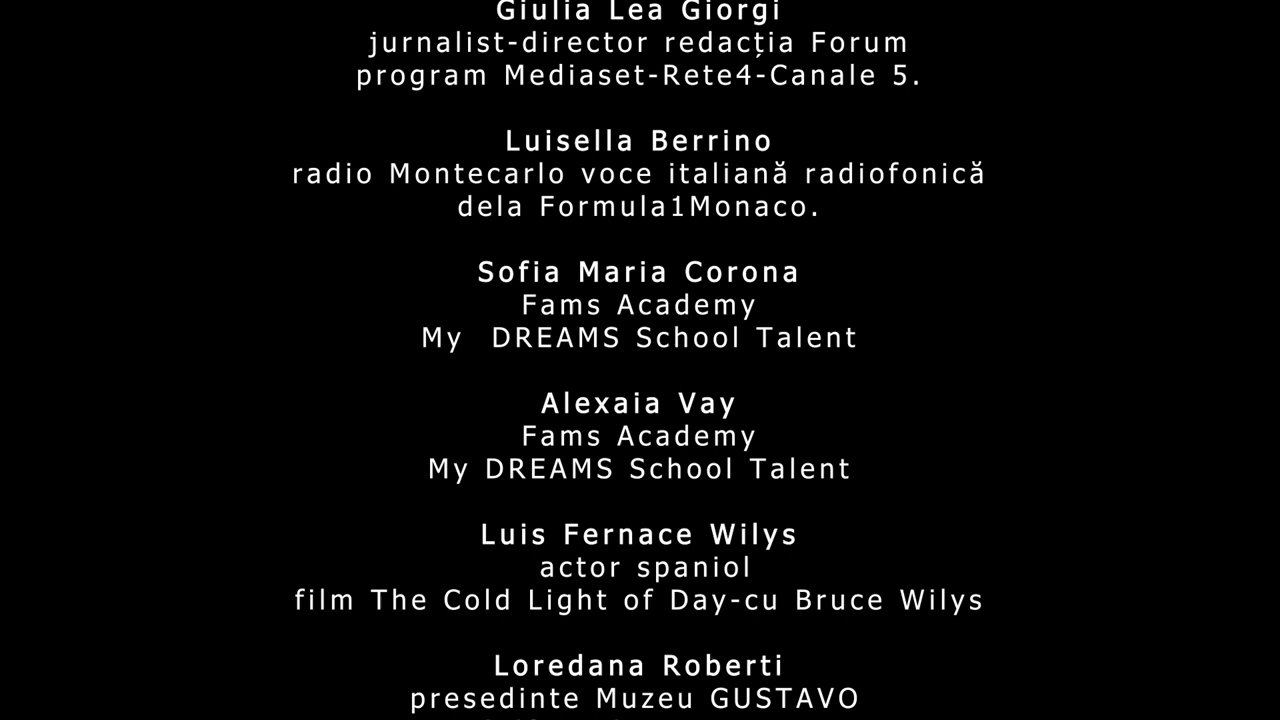 Giulia Lea Giorgi
jurnalist-director redacția Forum
program Mediaset-Rete4-Canale 5.
Luisella Berrino
radio Montecarlo voce italiană radiofonică
dela Formula1Monaco.
Sofia Maria Corona
Fams Academy
My DREAMS School Talent
Alexaia Vay
Fams Academy
My DREAMS School Talent
Luis Fernace Wilys
actor spaniol
film The Cold Light of Day-cu Bruce Wilys
Loredana Roberti
presedinte Muzeu GUSTAVO